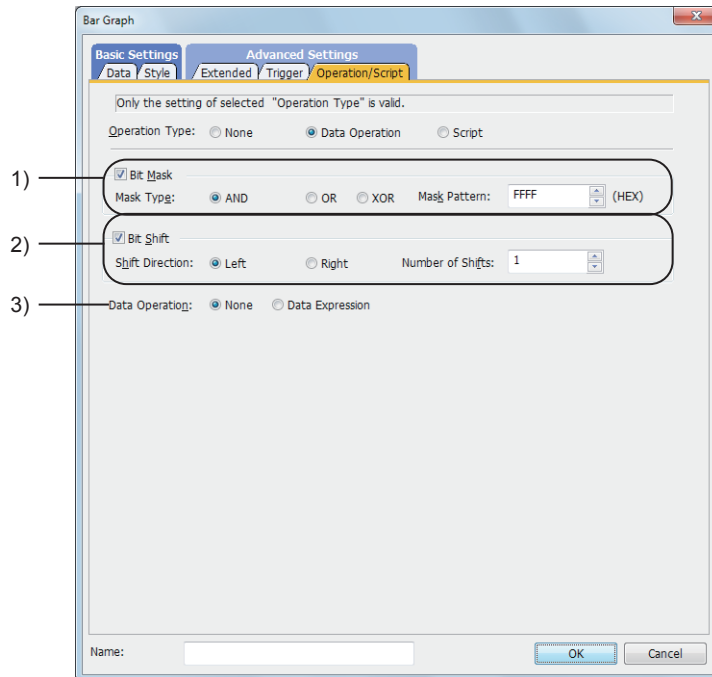 Bar Graph
Basic Settings Advanced Settings
Data Style Extended Trigger Operation/Script
Only the setting of selected "Operation Type" is valid.
Operation Type: None Data Operation Script
1) Bit Mask
Mask Type: AND OR XOR Mask Pattern: FFFF (HEX)
2) Bit Shift
Shift Direction: Left Right Number of Shifts: 1
3) Data Operation: None Data Expression
Name: OK Cancel